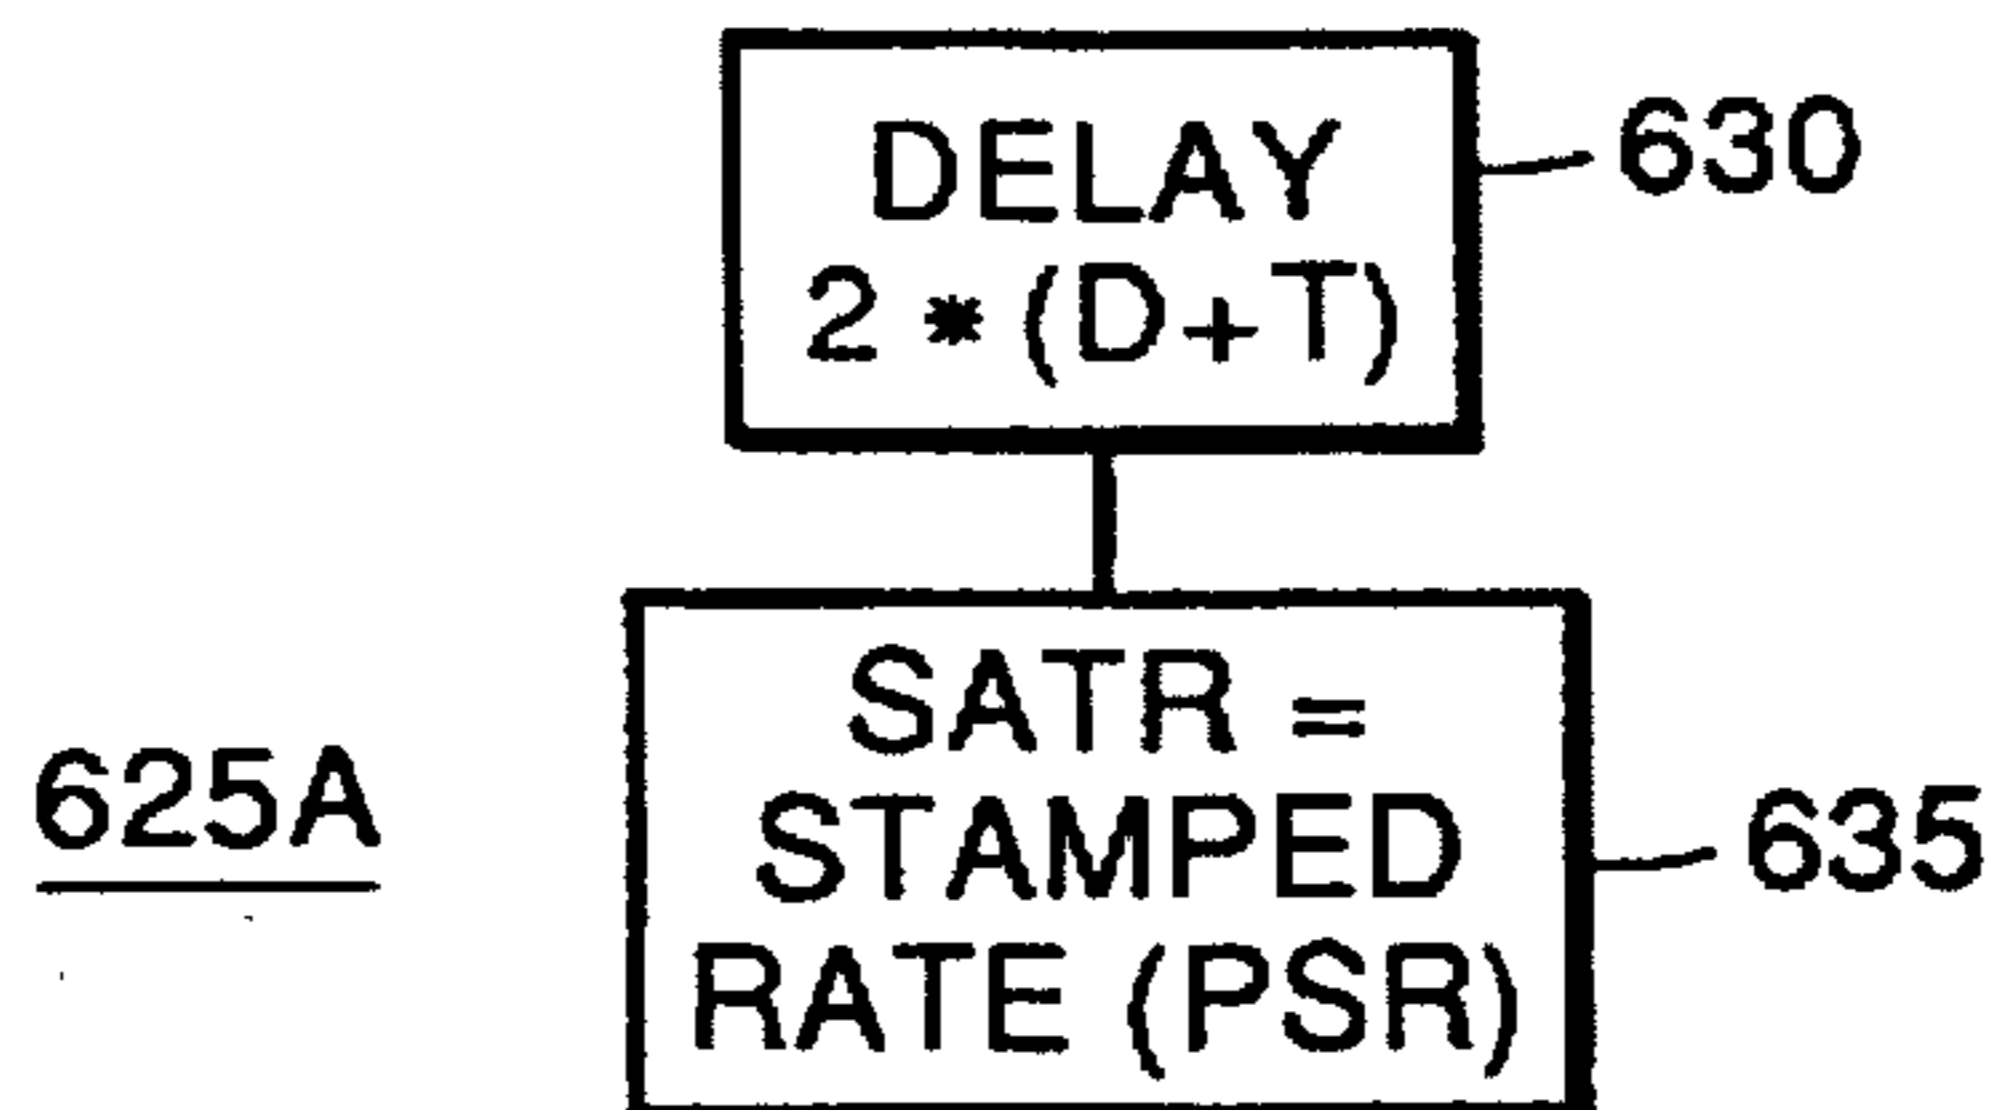 DELAY
2 * (D+T)
630
SATR =
STAMPED
RATE (PSR)
635
625A